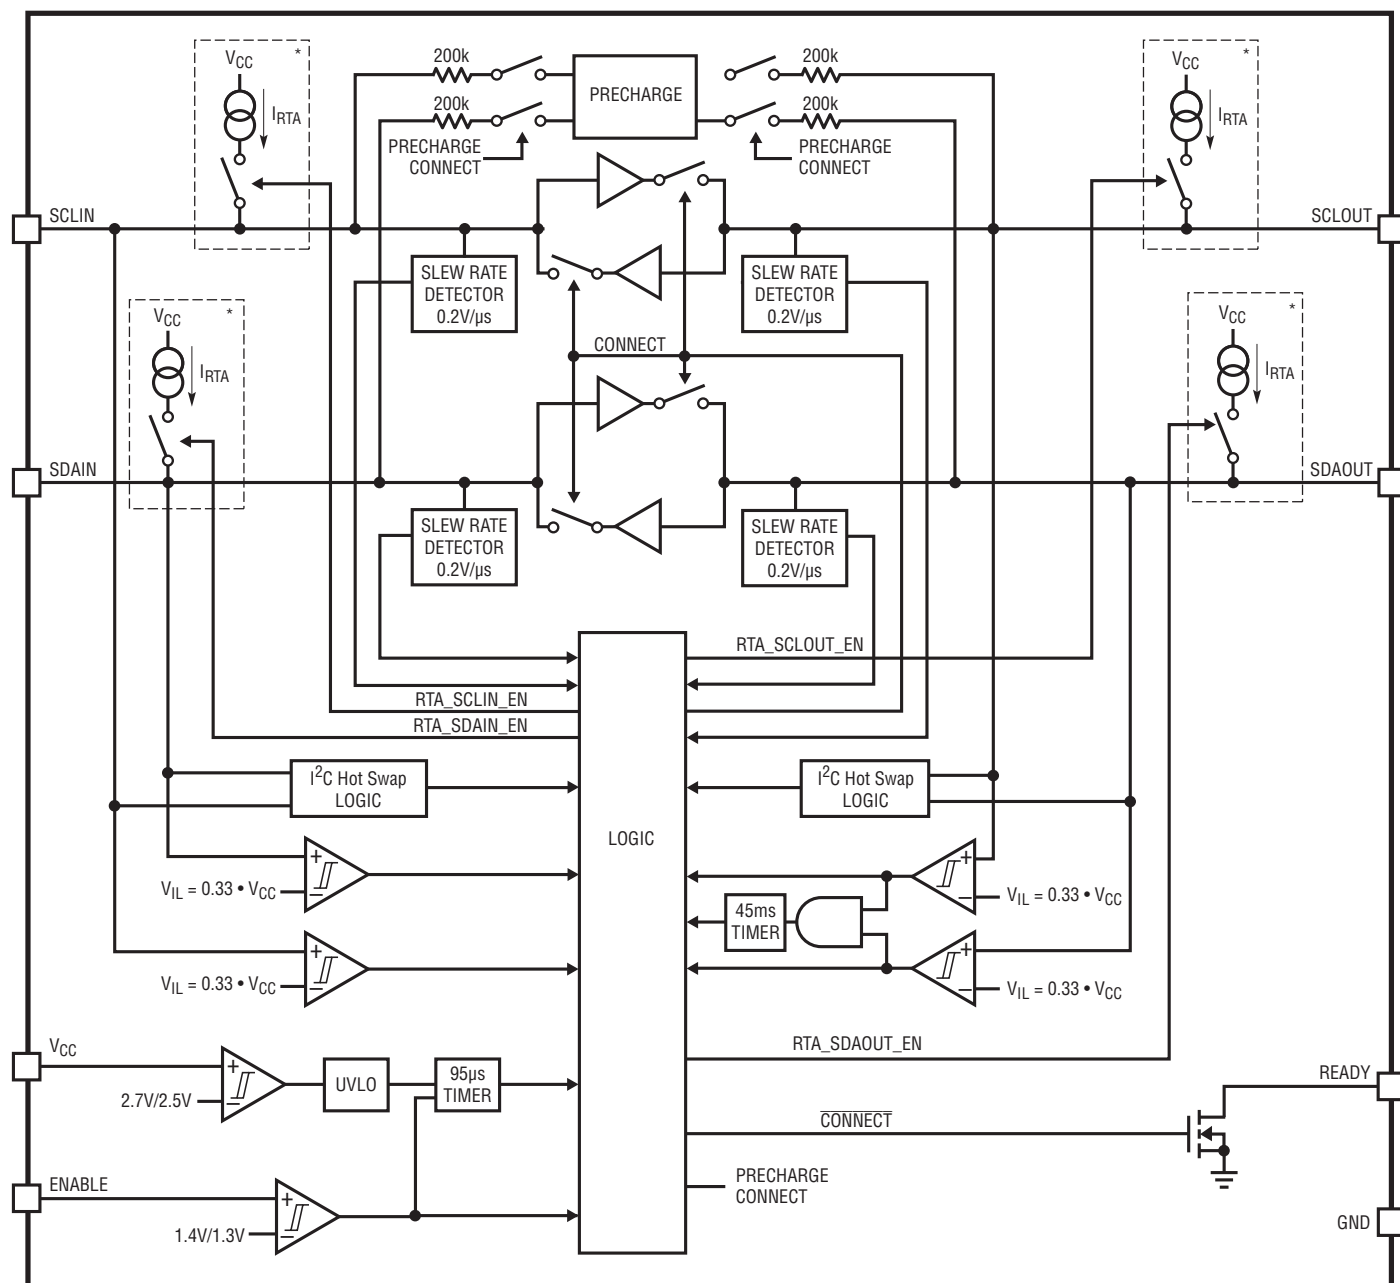 V_CC *
200k
200k
V_CC *
I_RTA
PRECHARGE
I_RTA
200k
200k
PRECHARGE
CONNECT
PRECHARGE
CONNECT
SCLIN
SCLOUT
SLEW RATE
DETECTOR
0.2V/µs
SLEW RATE
DETECTOR
0.2V/µs
V_CC *
V_CC *
CONNECT
I_RTA
I_RTA
SDAIN
SDAOUT
SLEW RATE
DETECTOR
0.2V/µs
SLEW RATE
DETECTOR
0.2V/µs
RTA_SCLOUT_EN
RTA_SCLIN_EN
RTA_SDAIN_EN
I²C Hot Swap
LOGIC
I²C Hot Swap
LOGIC
LOGIC
+
–
V_IL = 0.33 • V_CC
+
–
V_IL = 0.33 • V_CC
45ms
TIMER
+
–
V_IL = 0.33 • V_CC
+
–
V_IL = 0.33 • V_CC
RTA_SDAOUT_EN
V_CC
+
–
2.7V/2.5V
UVLO
95µs
TIMER
READY
CONNECT
ENABLE
+
–
1.4V/1.3V
PRECHARGE
CONNECT
GND